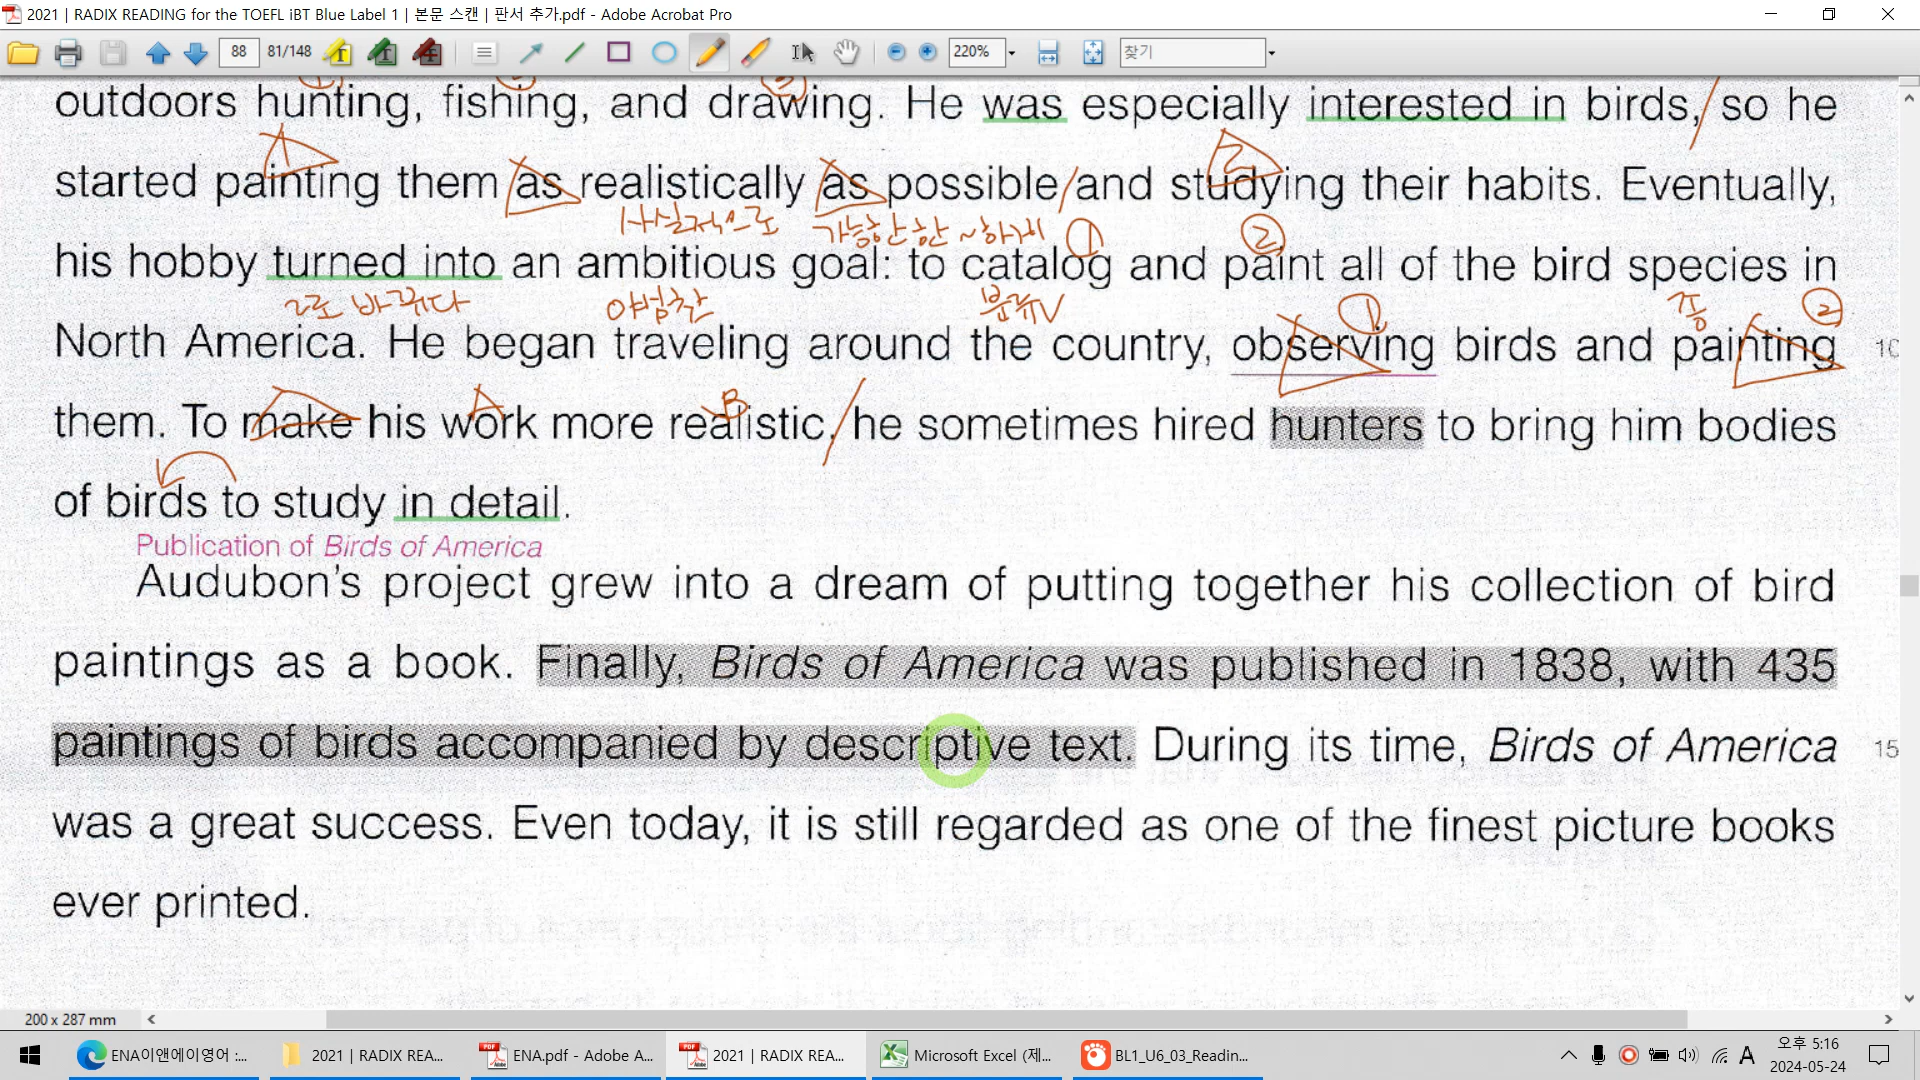 2021 | RADIX READING for the TOEFL iBT Blue Label 1 | 본문 스캔 | 판서 추가.pdf - Adobe Acrobat Pro
88 81/148 220% 찾기
outdoors hunting, fishing, and drawing. He was especially interested in birds, so he
started painting them as realistically as possible and studying their habits. Eventually,
사실적으로 가능한 한 ~하게 ① ②
his hobby turned into an ambitious goal: to catalog and paint all of the bird species in
~로 바뀌다 야심찬 분류V ① 종 ②
North America. He began traveling around the country, observing birds and painting 10
them. To make his work more realistic, he sometimes hired hunters to bring him bodies
of birds to study in detail.
Publication of Birds of America
Audubon's project grew into a dream of putting together his collection of bird
paintings as a book. Finally, Birds of America was published in 1838, with 435
paintings of birds accompanied by descriptive text. During its time, Birds of America 15
was a great success. Even today, it is still regarded as one of the finest picture books
ever printed.
200 x 287 mm
ENA이앤에이영어 :... 2021 | RADIX REA... ENA.pdf - Adobe A... 2021 | RADIX REA... Microsoft Excel (제... BL1_U6_03_Readin... A 오후 5:16
2024-05-24